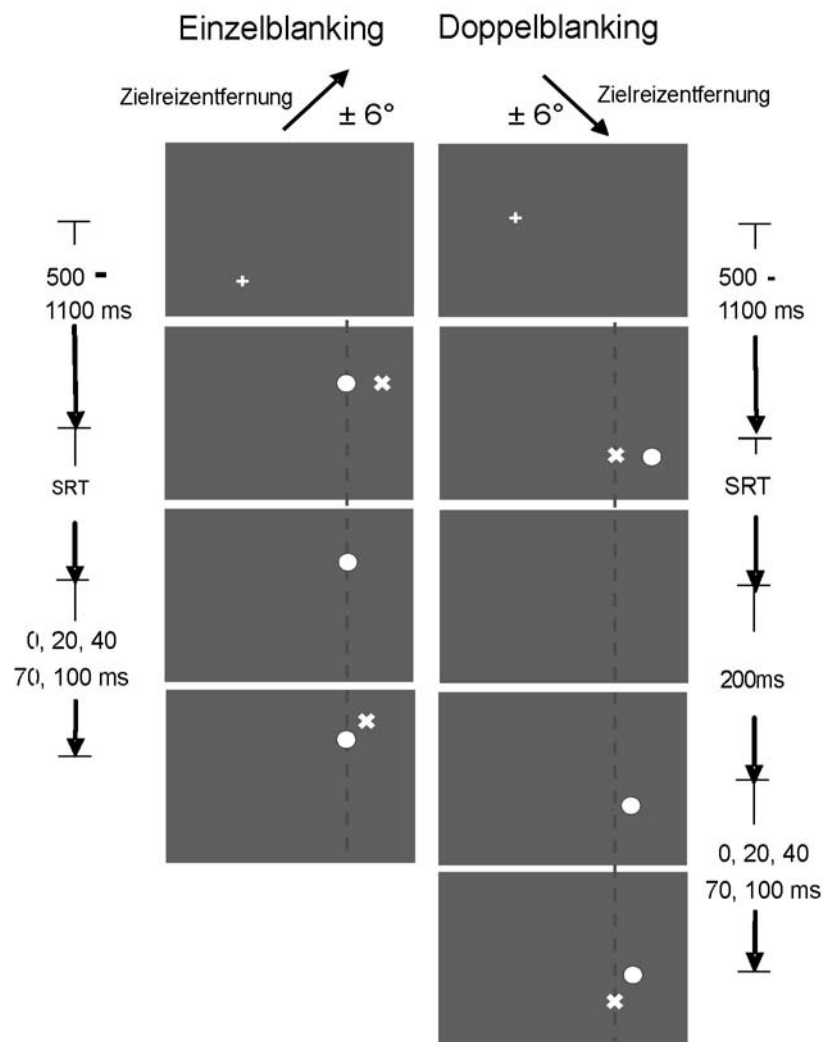 Einzelblanking
Doppelblanking
Zielreizentfernung
± 6°
± 6°
Zielreizentfernung
500 -
1100 ms
SRT
0, 20, 40
70, 100 ms
500 -
1100 ms
SRT
200ms
0, 20, 40
70, 100 ms